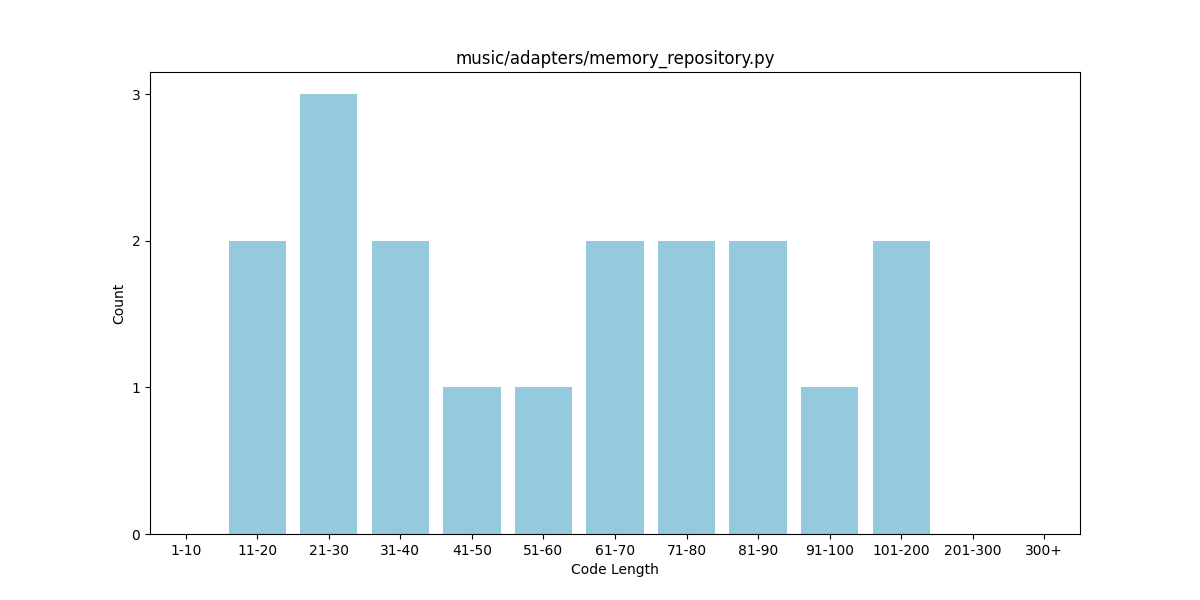 music/adapters/memory_repository.py
3
2
1
0
Count
1-10 11-20 21-30 31-40 41-50 51-60 61-70 71-80 81-90 91-100 101-200 201-300 300+
Code Length